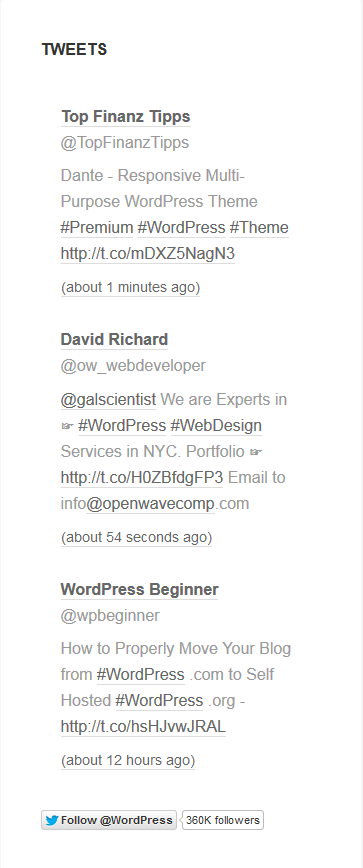 TWEETS
Top Finanz Tipps
@TopFinanzTipps
Dante - Responsive Multi-
Purpose WordPress Theme
#Premium #WordPress #Theme
http://t.co/mDXZ5NagN3
(about 1 minutes ago)
David Richard
@ow_webdeveloper
@galscientist We are Experts in
☞ #WordPress #WebDesign
Services in NYC. Portfolio ☞
http://t.co/H0ZBfdgFP3 Email to
info@openwavecomp.com
(about 54 seconds ago)
WordPress Beginner
@wpbeginner
How to Properly Move Your Blog
from #WordPress .com to Self
Hosted #WordPress .org -
http://t.co/hsHJvwJRAL
(about 12 hours ago)
Follow @WordPress 360K followers